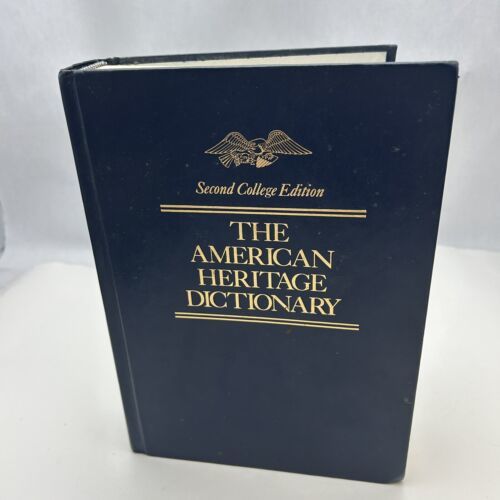 Second College Edition
THE
AMERICAN
HERITAGE
DICTIONARY